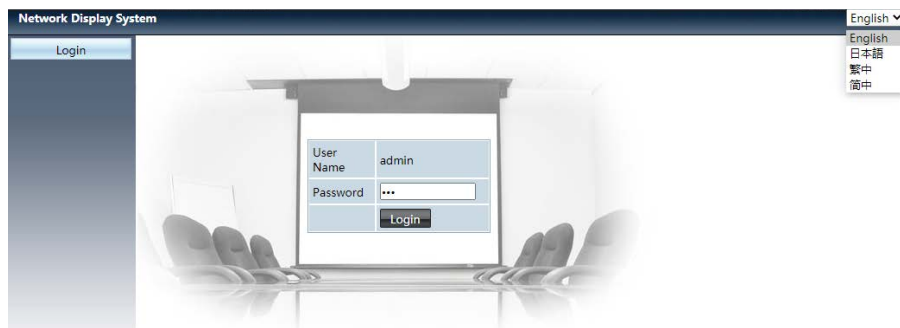 Network Display System
English
English
日本語
繁中
简中
Login
User
Name
admin
Password
•••
Login